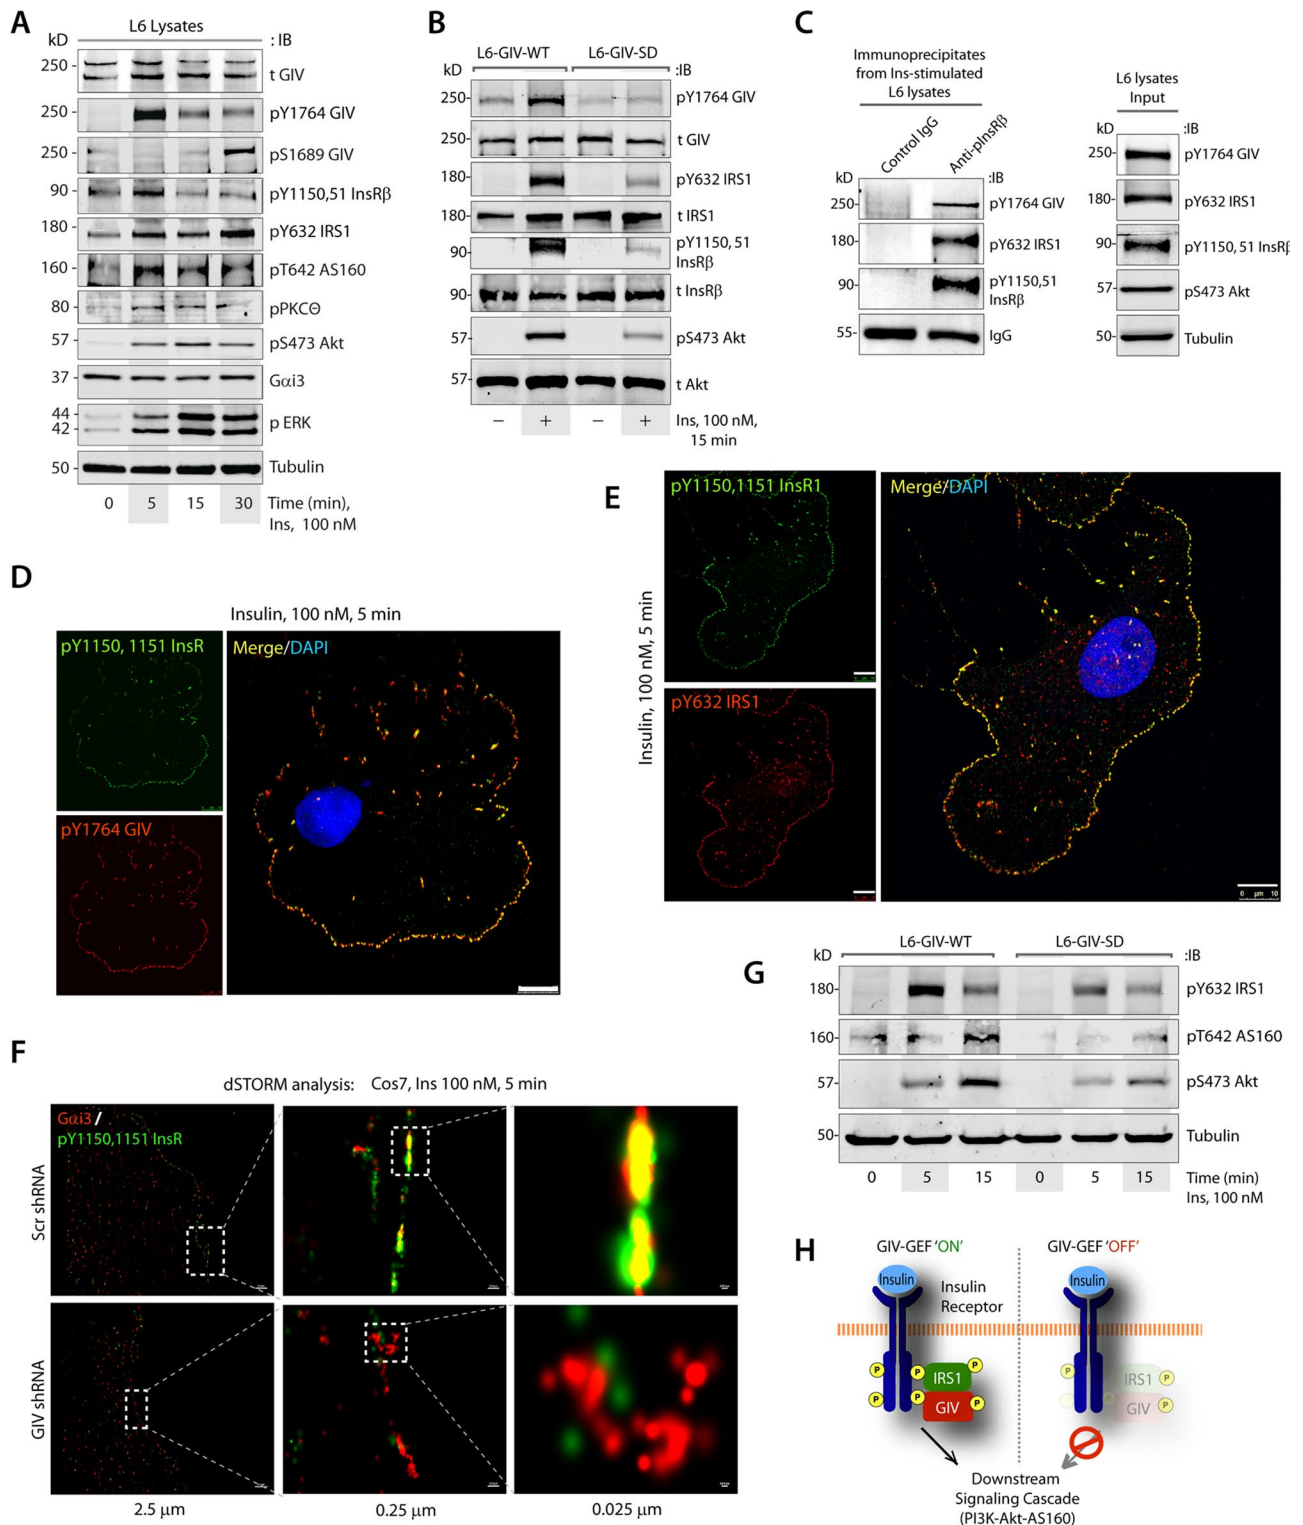 A
L6 Lysates
kD
: IB
250
t GIV
250
pY1764 GIV
250
pS1689 GIV
90
pY1150,51 InsRβ
180
pY632 IRS1
160
pT642 AS160
80
pPKCΘ
57
pS473 Akt
37
Gαi3
44
42
p ERK
50
Tubulin
0 5 15 30
Time (min),
Ins, 100 nM
B
L6-GIV-WT L6-GIV-SD
kD
:IB
250
pY1764 GIV
250
t GIV
180
pY632 IRS1
180
t IRS1
90
pY1150,51
InsRβ
90
t InsRβ
57
pS473 Akt
57
t Akt
− + − +
Ins, 100 nM,
15 min
C
Immunoprecipitates
from Ins-stimulated
L6 lysates
Control IgG
Anti-pInsRβ
kD
:IB
250
pY1764 GIV
180
pY632 IRS1
90
pY1150,51
InsRβ
55
IgG
L6 lysates
Input
kD
:IB
250
pY1764 GIV
180
pY632 IRS1
90
pY1150, 51 InsRβ
57
pS473 Akt
50
Tubulin
D
Insulin, 100 nM, 5 min
pY1150, 1151 InsR
pY1764 GIV
Merge/DAPI
E
Insulin, 100 nM, 5 min
pY1150,1151 InsR1
pY632 IRS1
Merge/DAPI
0 µm 10
F
dSTORM analysis: Cos7, Ins 100 nM, 5 min
Gαi3 /
pY1150,1151 InsR
Scr shRNA
GIV shRNA
2.5 µm
0.25 µm
0.025 µm
G
L6-GIV-WT L6-GIV-SD
kD
:IB
180
pY632 IRS1
160
pT642 AS160
57
pS473 Akt
50
Tubulin
0 5 15 0 5 15
Time (min)
Ins, 100 nM
H
GIV-GEF 'ON'
GIV-GEF 'OFF'
Insulin
Insulin
Insulin
Receptor
P
P
P
P
P
P
IRS1
GIV
P
P
P
IRS1
GIV
Downstream
Signaling Cascade
(PI3K-Akt-AS160)